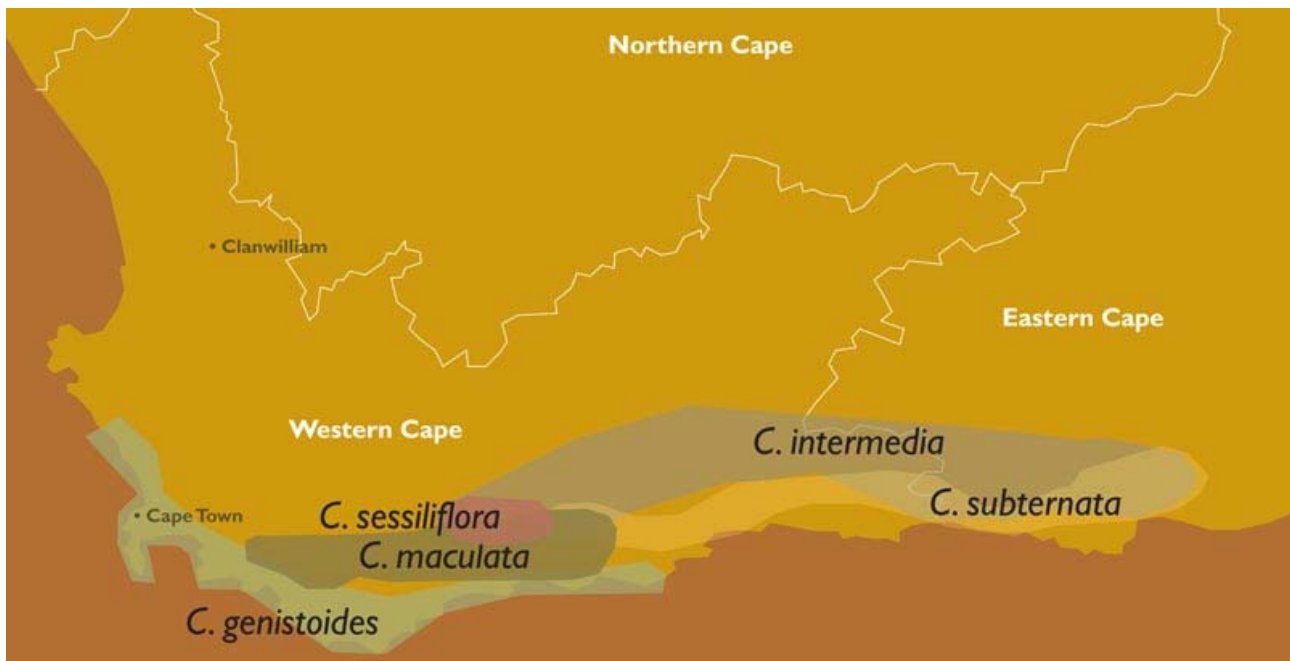 Northern Cape
• Clanwilliam
Eastern Cape
Western Cape
C. intermedia
C. subternata
C. sessiliflora
• Cape Town
C. maculata
C. genistoides